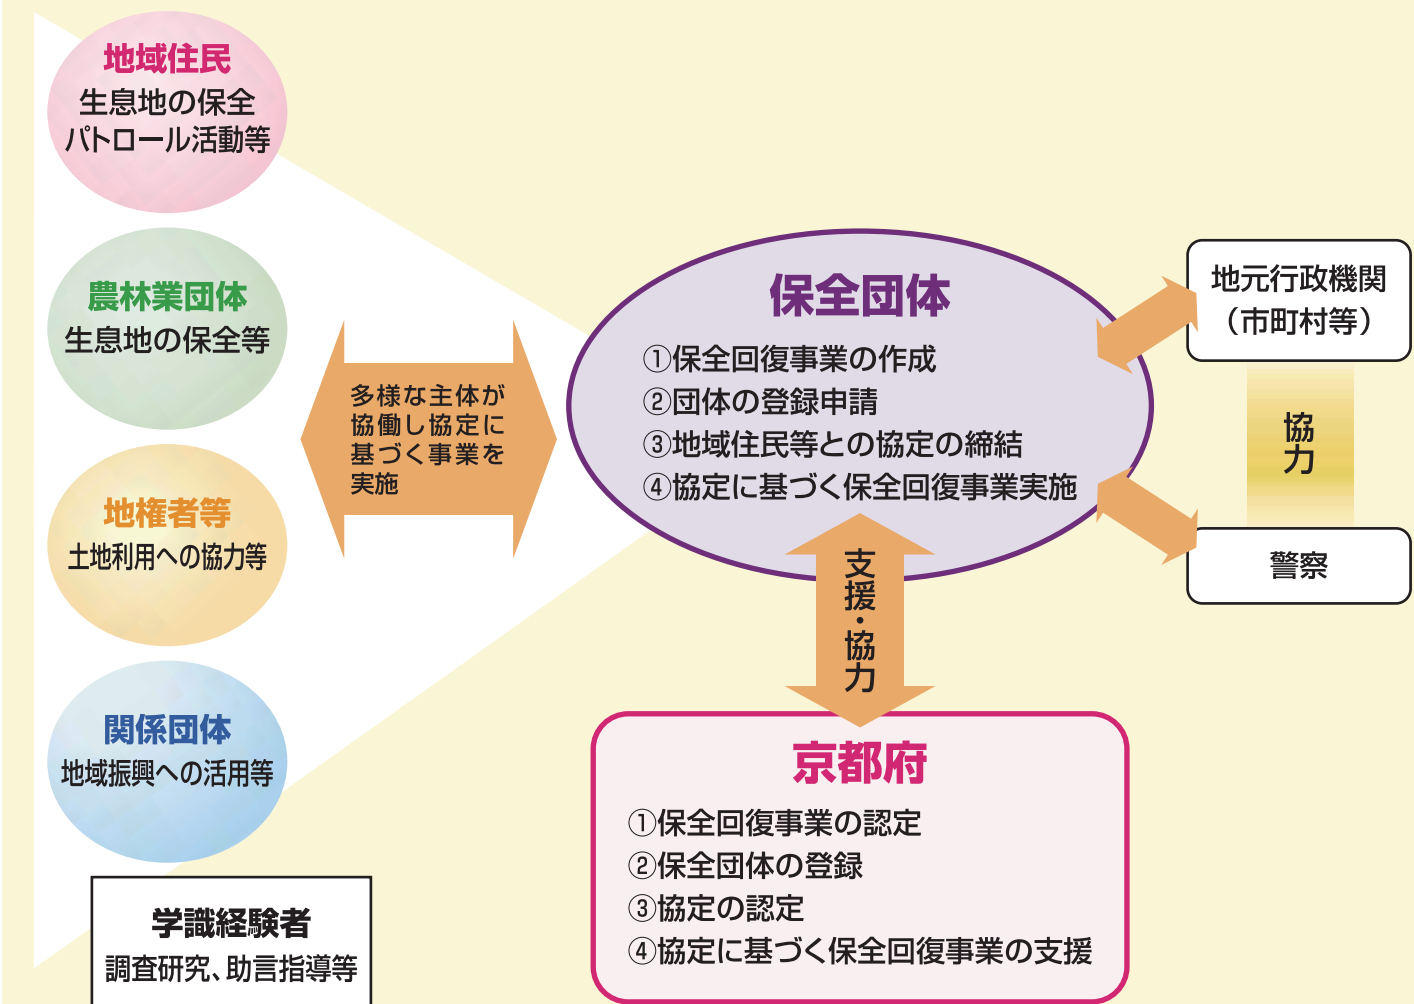 地域住民
生息地の保全
パトロール活動等
農林業団体
生息地の保全等
地権者等
土地利用への協力等
関係団体
地域振興への活用等
学識経験者
調査研究、助言指導等
多様な主体が
協働し協定に
基づく事業を
実施
保全団体
①保全回復事業の作成
②団体の登録申請
③地域住民等との協定の締結
④協定に基づく保全回復事業実施
地元行政機関
（市町村等）
協力
警察
支援・協力
京都府
①保全回復事業の認定
②保全団体の登録
③協定の認定
④協定に基づく保全回復事業の支援